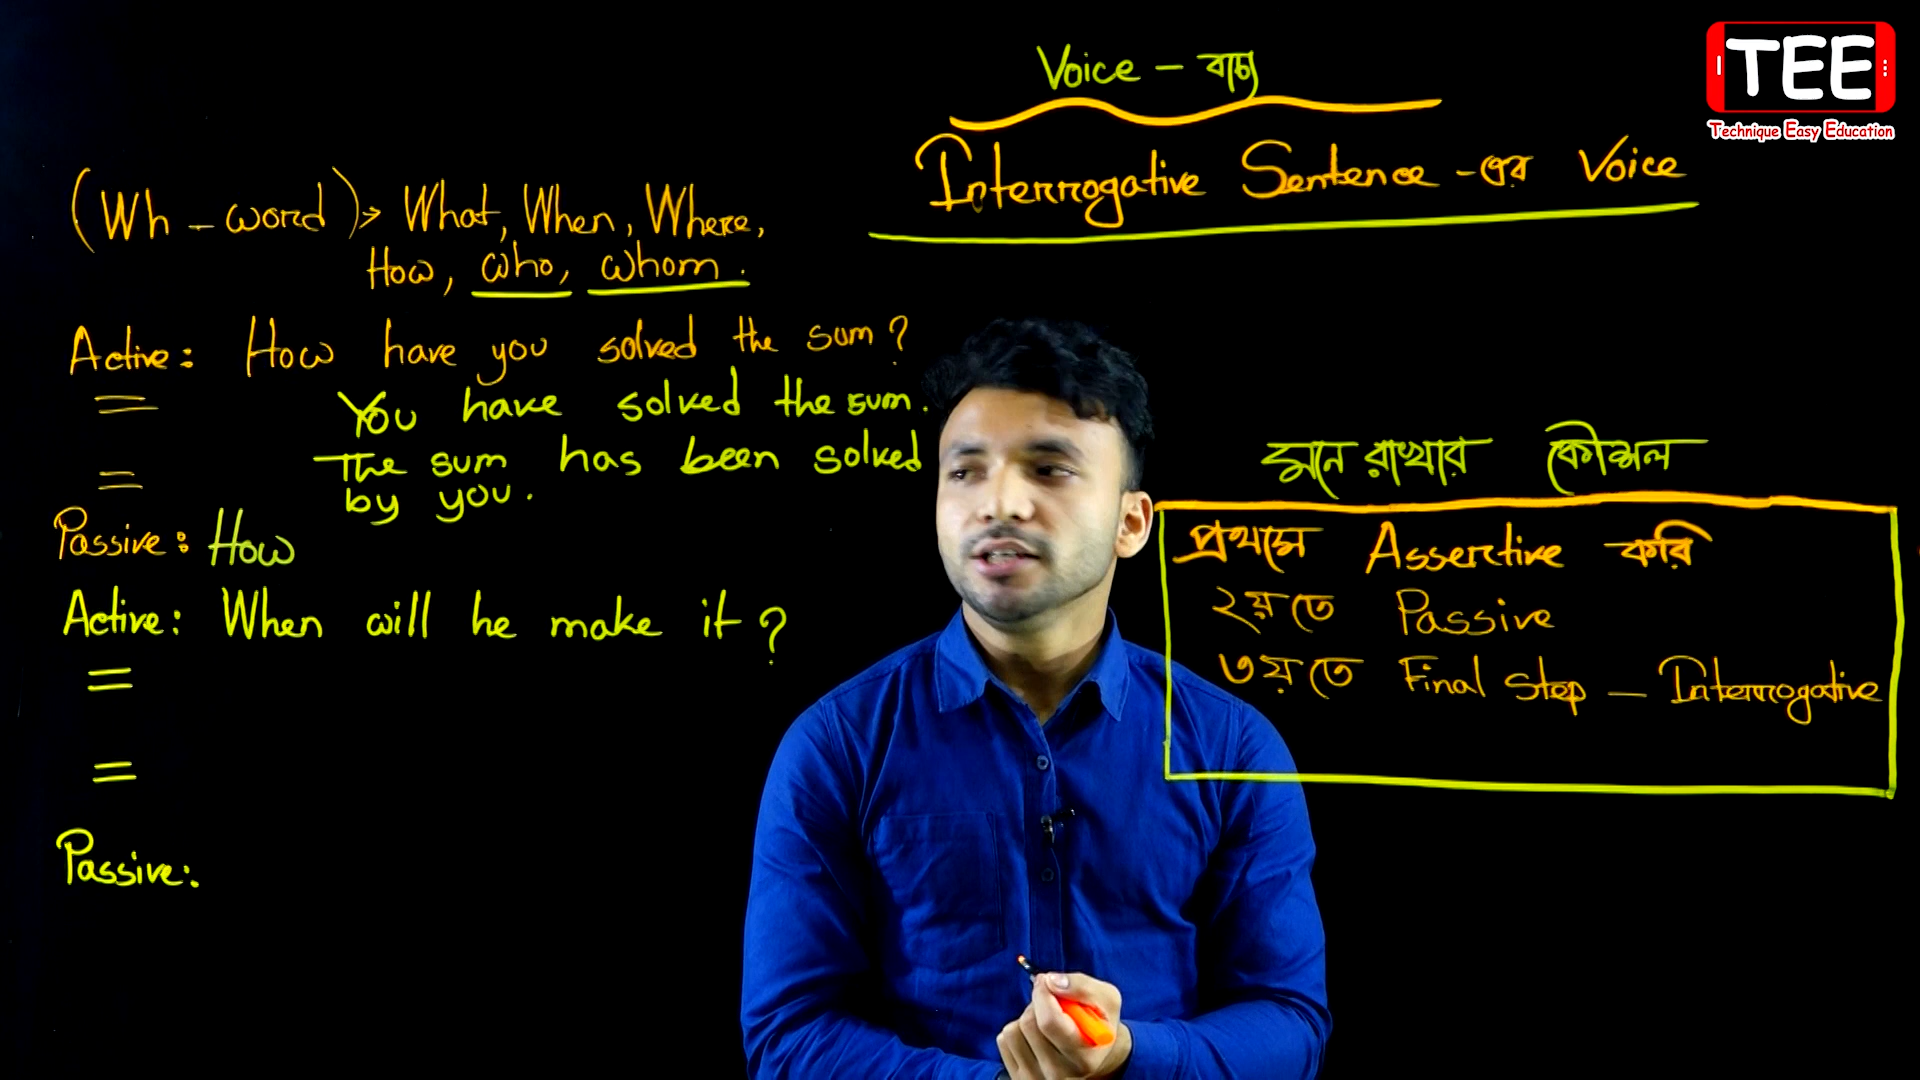 Voice - বাচ্য
Interrogative Sentence -এর Voice
TEE
Technique Easy Education
(Wh-word) → What, When, Where,
How, who, whom.
Active: How have you solved the sum?
= You have solved the sum.
= The sum has been solved
by you.
Passive: How
Active: When will he make it?
=
=
Passive:
মনে রাখার কৌশল
প্রথমে Assertive করি
২য়তে Passive
৩য়তে Final Step - Interrogative